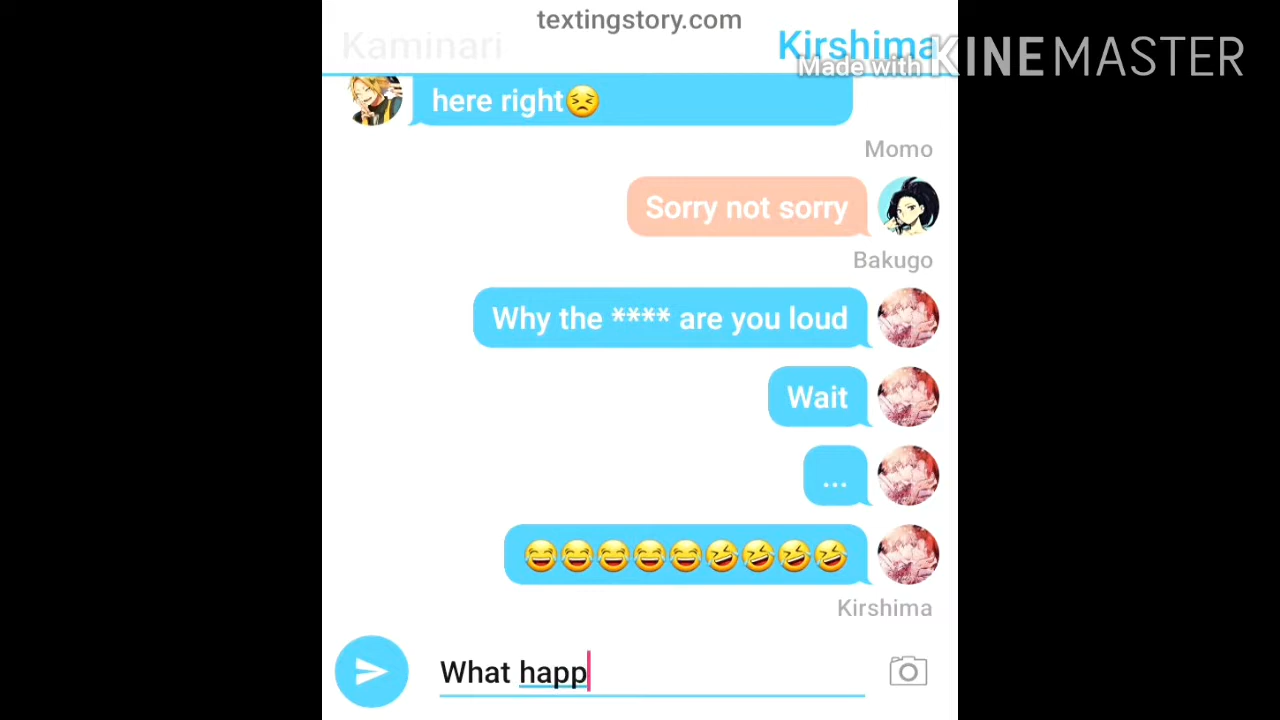 textingstory.com
Kaminari
Kirshima
Made with KINEMASTER
here right😣
Momo
Sorry not sorry
Bakugo
Why the **** are you loud
Wait
...
😂😂😂😂😂🤣🤣🤣🤣
Kirshima
What happ